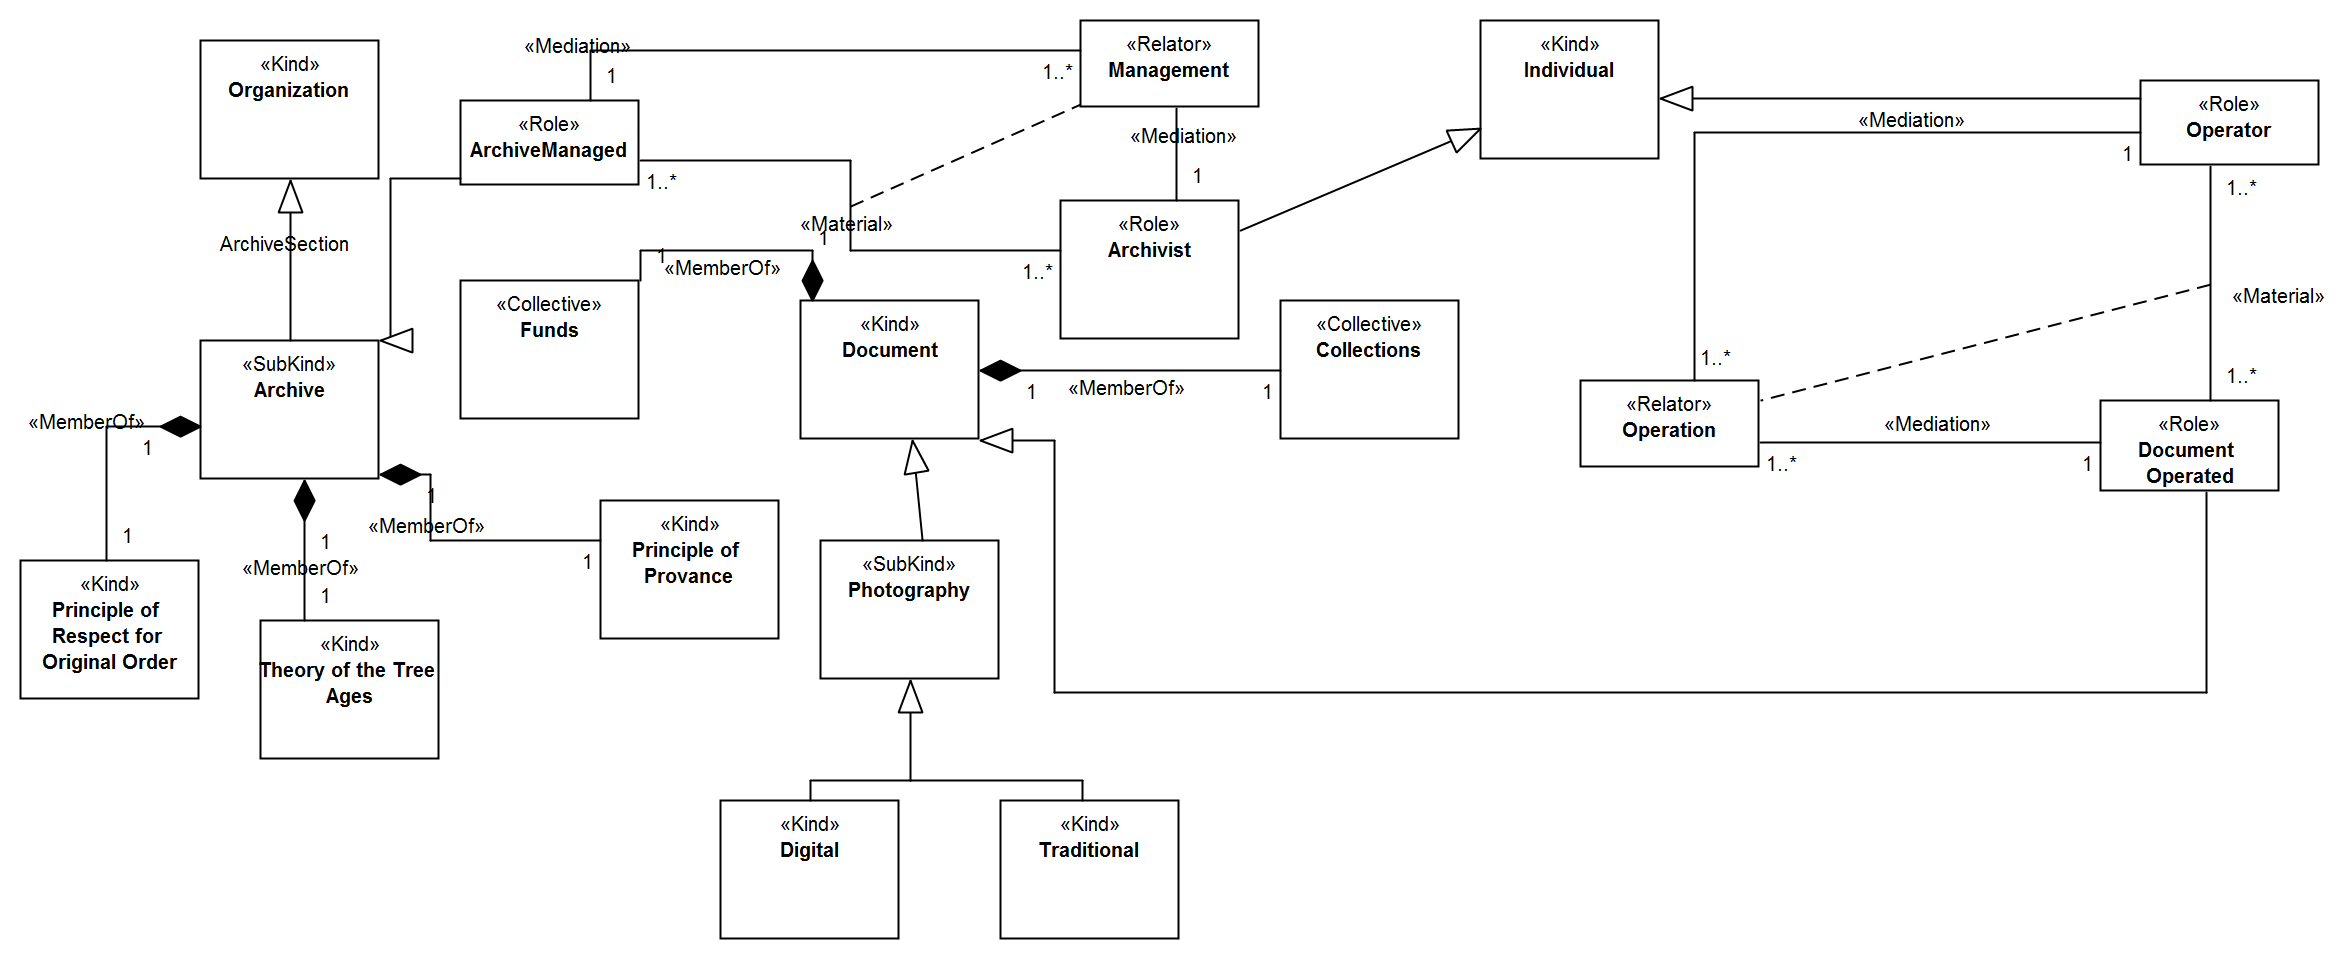 «Kind»
Organization
«Mediation»
1
1..*
«Relator»
Management
«Kind»
Individual
«Role»
ArchiveManaged
1..*
«Mediation»
1
«Role»
Operator
«Mediation»
1
1..*
ArchiveSection
«Material»
1
1..*
«Role»
Archivist
1
«MemberOf»
«Collective»
Funds
«Kind»
Document
«Collective»
Collections
1
«MemberOf»
1
«Material»
1..*
1..*
«SubKind»
Archive
«MemberOf»
1
1
«Relator»
Operation
«Mediation»
1..*
1
«Role»
Document
Operated
1
«MemberOf»
1
1
«MemberOf»
1
«Kind»
Principle of
Provance
«Kind»
Principle of
Respect for
Original Order
«Kind»
Theory of the Tree
Ages
«SubKind»
Photography
«Kind»
Digital
«Kind»
Traditional